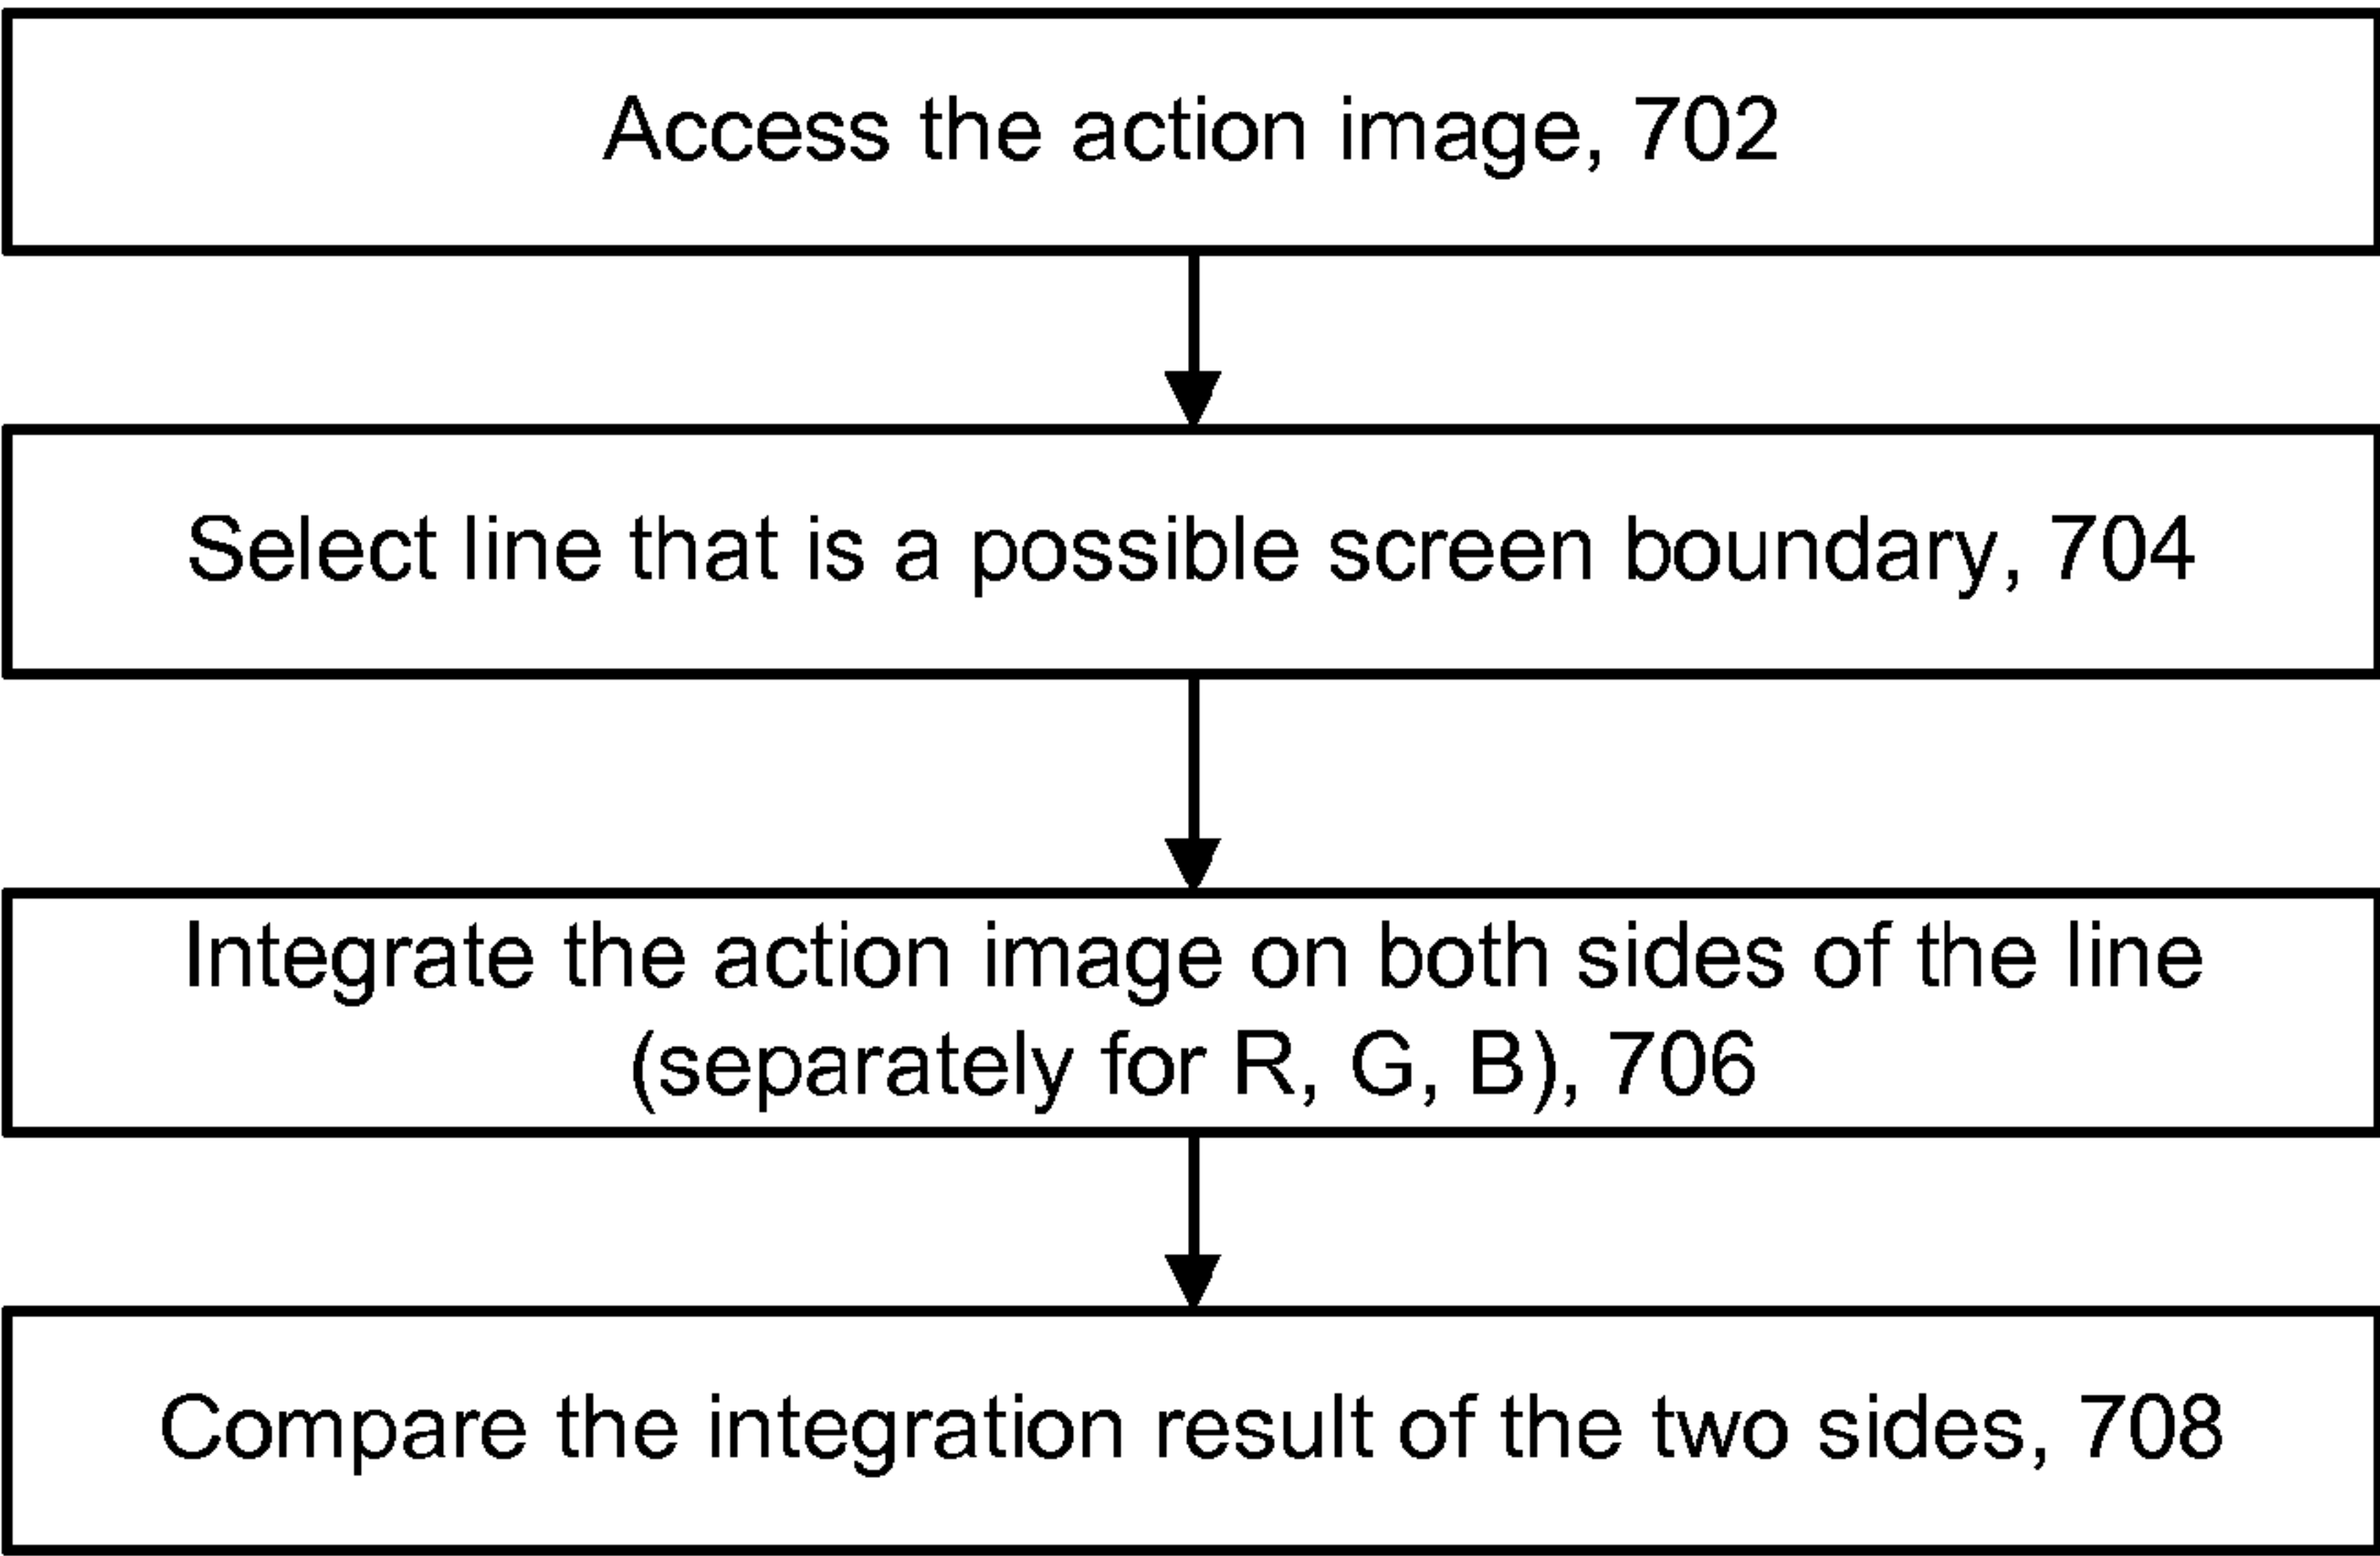 Access the action image, 702
Select line that is a possible screen boundary, 704
Integrate the action image on both sides of the line
(separately for R, G, B), 706
Compare the integration result of the two sides, 708